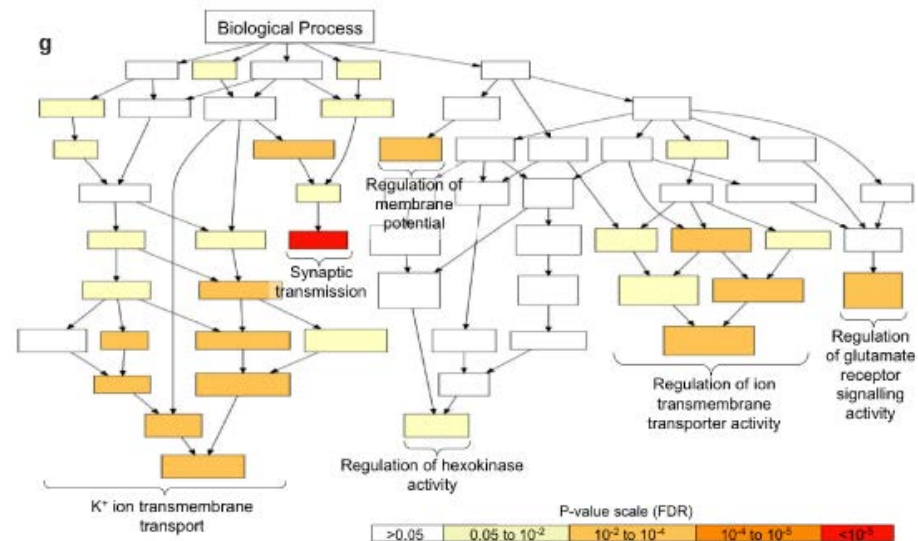 g
Biological Process
Regulation of
membrane
potential
Synaptic
transmission
Regulation
of glutamate
receptor
signalling
activity
Regulation of ion
transmembrane
transporter activity
Regulation of hexokinase
activity
K⁺ ion transmembrane
transport
P-value scale (FDR)
>0.05 0.05 to 10⁻² 10⁻² to 10⁻⁴ 10⁻⁴ to 10⁻⁵ <10⁻⁵